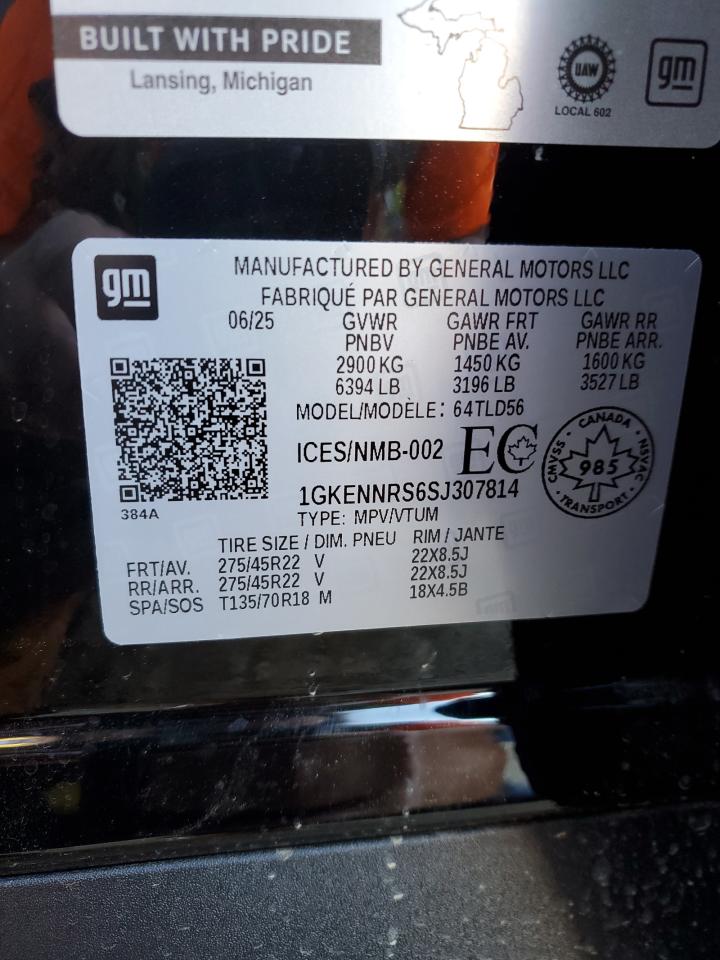 BUILT WITH PRIDE
Lansing, Michigan
UAW
LOCAL 602
gm
gm
MANUFACTURED BY GENERAL MOTORS LLC
FABRIQUÉ PAR GENERAL MOTORS LLC
06/25 GVWR GAWR FRT GAWR RR
PNBV PNBE AV. PNBE ARR.
2900 KG 1450 KG 1600 KG
6394 LB 3196 LB 3527 LB
MODEL/MODÈLE: 64TLD56
ICES/NMB-002 EC
CANADA
CMVSS 985 NSVAC
TRANSPORT
384A
1GKENNRS6SJ307814
TYPE: MPV/VTUM
TIRE SIZE / DIM. PNEU RIM / JANTE
FRT/AV. 275/45R22 V 22X8.5J
RR/ARR. 275/45R22 V 22X8.5J
SPA/SOS T135/70R18 M 18X4.5B